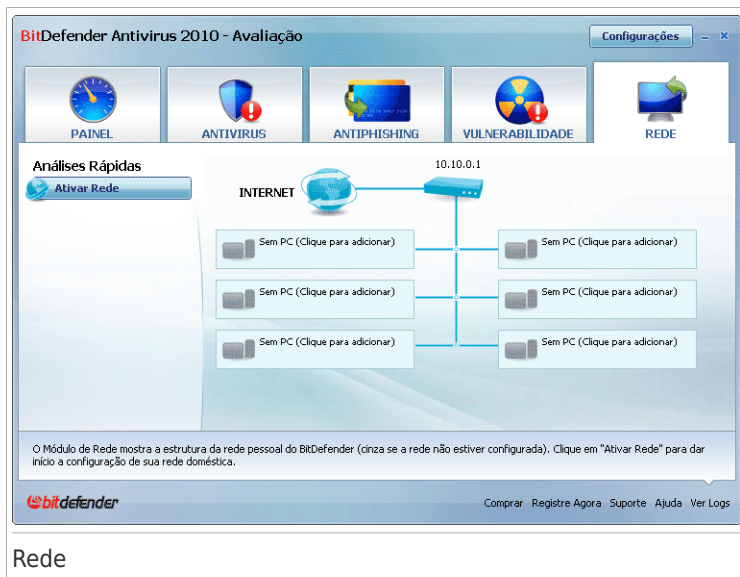 BitDefender Antivirus 2010 - Avaliação
Configurações
PAINEL
ANTIVIRUS
ANTIPHISHING
VULNERABILIDADE
REDE
Análises Rápidas
Ativar Rede
INTERNET
10.10.0.1
Sem PC (Clique para adicionar)
Sem PC (Clique para adicionar)
Sem PC (Clique para adicionar)
Sem PC (Clique para adicionar)
Sem PC (Clique para adicionar)
Sem PC (Clique para adicionar)
O Módulo de Rede mostra a estrutura da rede pessoal do BitDefender (cinza se a rede não estiver configurada). Clique em "Ativar Rede" para dar
início a configuração de sua rede doméstica.
bitdefender
Comprar Registre Agora Suporte Ajuda Ver Logs
Rede